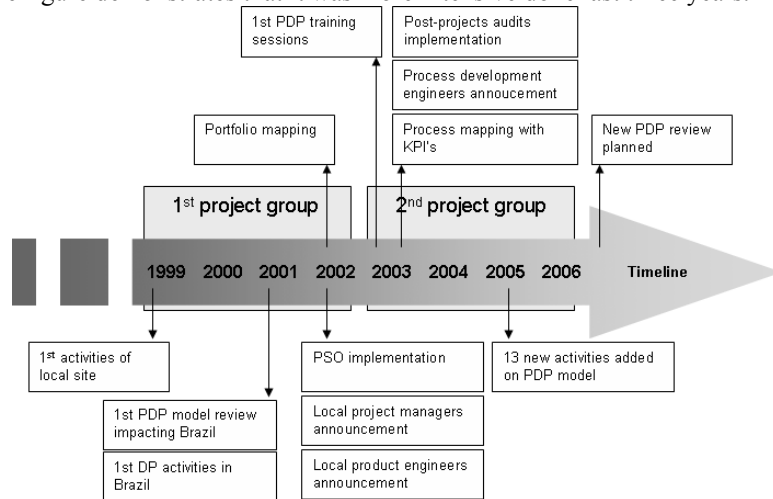 1st PDP training
sessions
Post-projects audits
implementation
Process development
engineers annoucement
Portfolio mapping
Process mapping with
KPI's
New PDP review
planned
1st project group
2nd project group
1999 2000 2001 2002 2003 2004 2005 2006 Timeline
1st activities of
local site
PSO implementation
13 new activities added
on PDP model
1st PDP model review
impacting Brazil
Local project managers
announcement
1st DP activities in
Brazil
Local product engineers
announcement